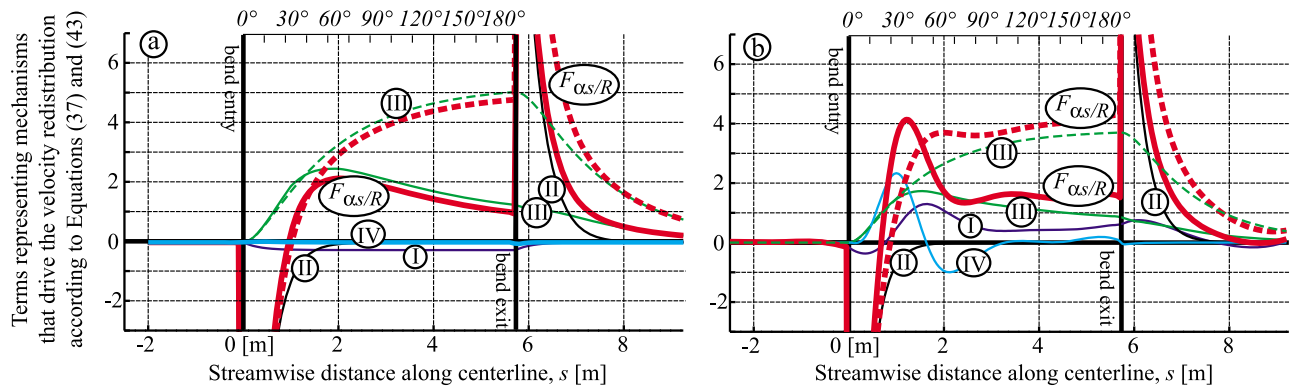 Terms representing mechanisms
that drive the velocity redistribution
according to Equations (37) and (43)
0° 30° 60° 90° 120° 150° 180°
a
6
4
2
0
-2
bend entry
bend exit
III
Fαs/R
Fαs/R
II
III
IV
II
I
-2 0 [m] 2 4 6 8
Streamwise distance along centerline, s [m]
0° 30° 60° 90° 120° 150° 180°
b
6
4
2
0
-2
bend entry
bend exit
Fαs/R
III
Fαs/R
II
III
I
II
IV
-2 0 [m] 2 4 6 8
Streamwise distance along centerline, s [m]